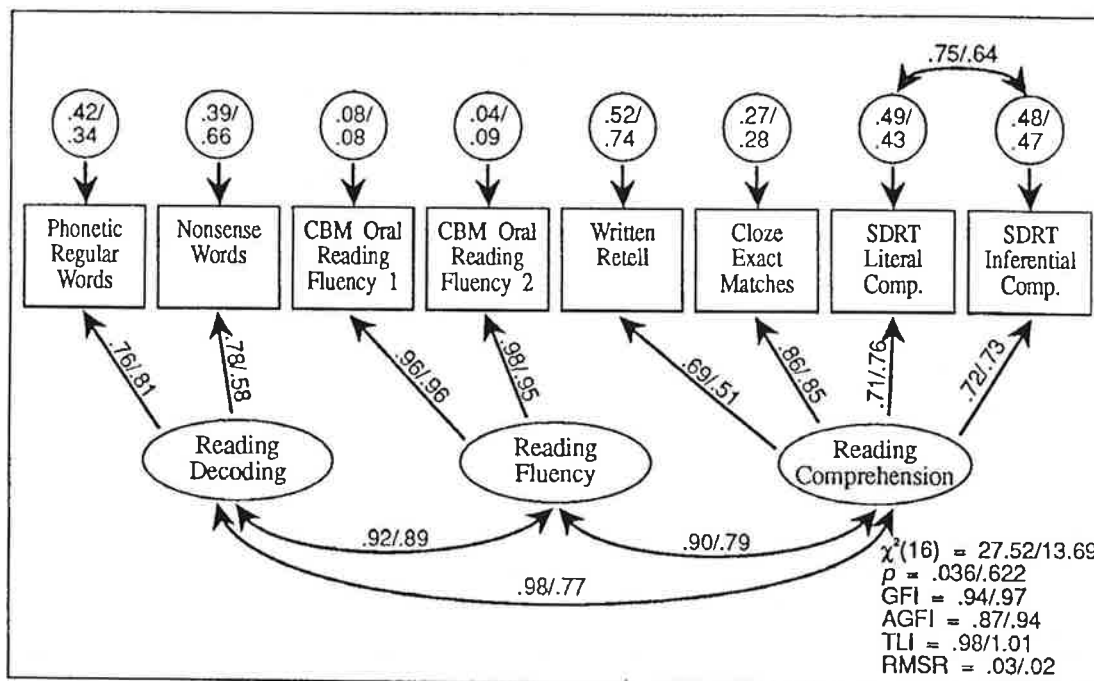 .75/.64
.42/
.34
.39/
.66
.08/
.08
.04/
.09
.52/
.74
.27/
.28
.49/
.43
.48/
.47
Phonetic
Regular
Words
Nonsense
Words
CBM Oral
Reading
Fluency 1
CBM Oral
Reading
Fluency 2
Written
Retell
Cloze
Exact
Matches
SDRT
Literal
Comp.
SDRT
Inferential
Comp.
.76/.81
.78/.58
.96/.96
.98/.95
.69/.51
.86/.85
.71/.76
.72/.73
Reading
Decoding
Reading
Fluency
Reading
Comprehension
.92/.89
.90/.79
.98/.77
χ²(16) = 27.52/13.69
p = .036/.622
GFI = .94/.97
AGFI = .87/.94
TLI = .98/1.01
RMSR = .03/.02